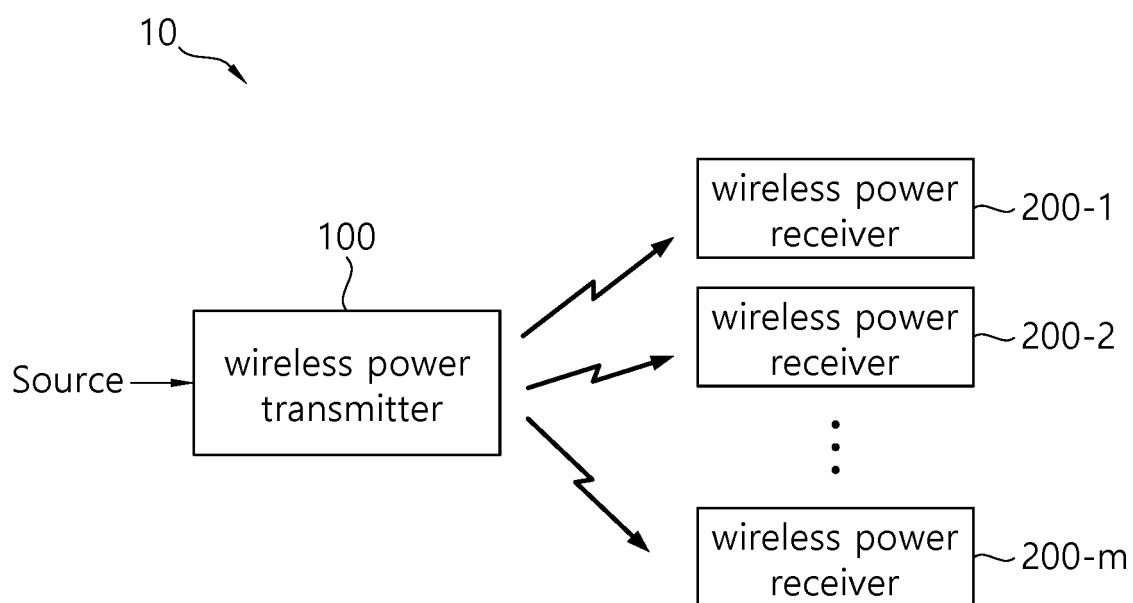 10
100
Source
wireless power
transmitter
wireless power
receiver
200-1
wireless power
receiver
200-2
wireless power
receiver
200-m